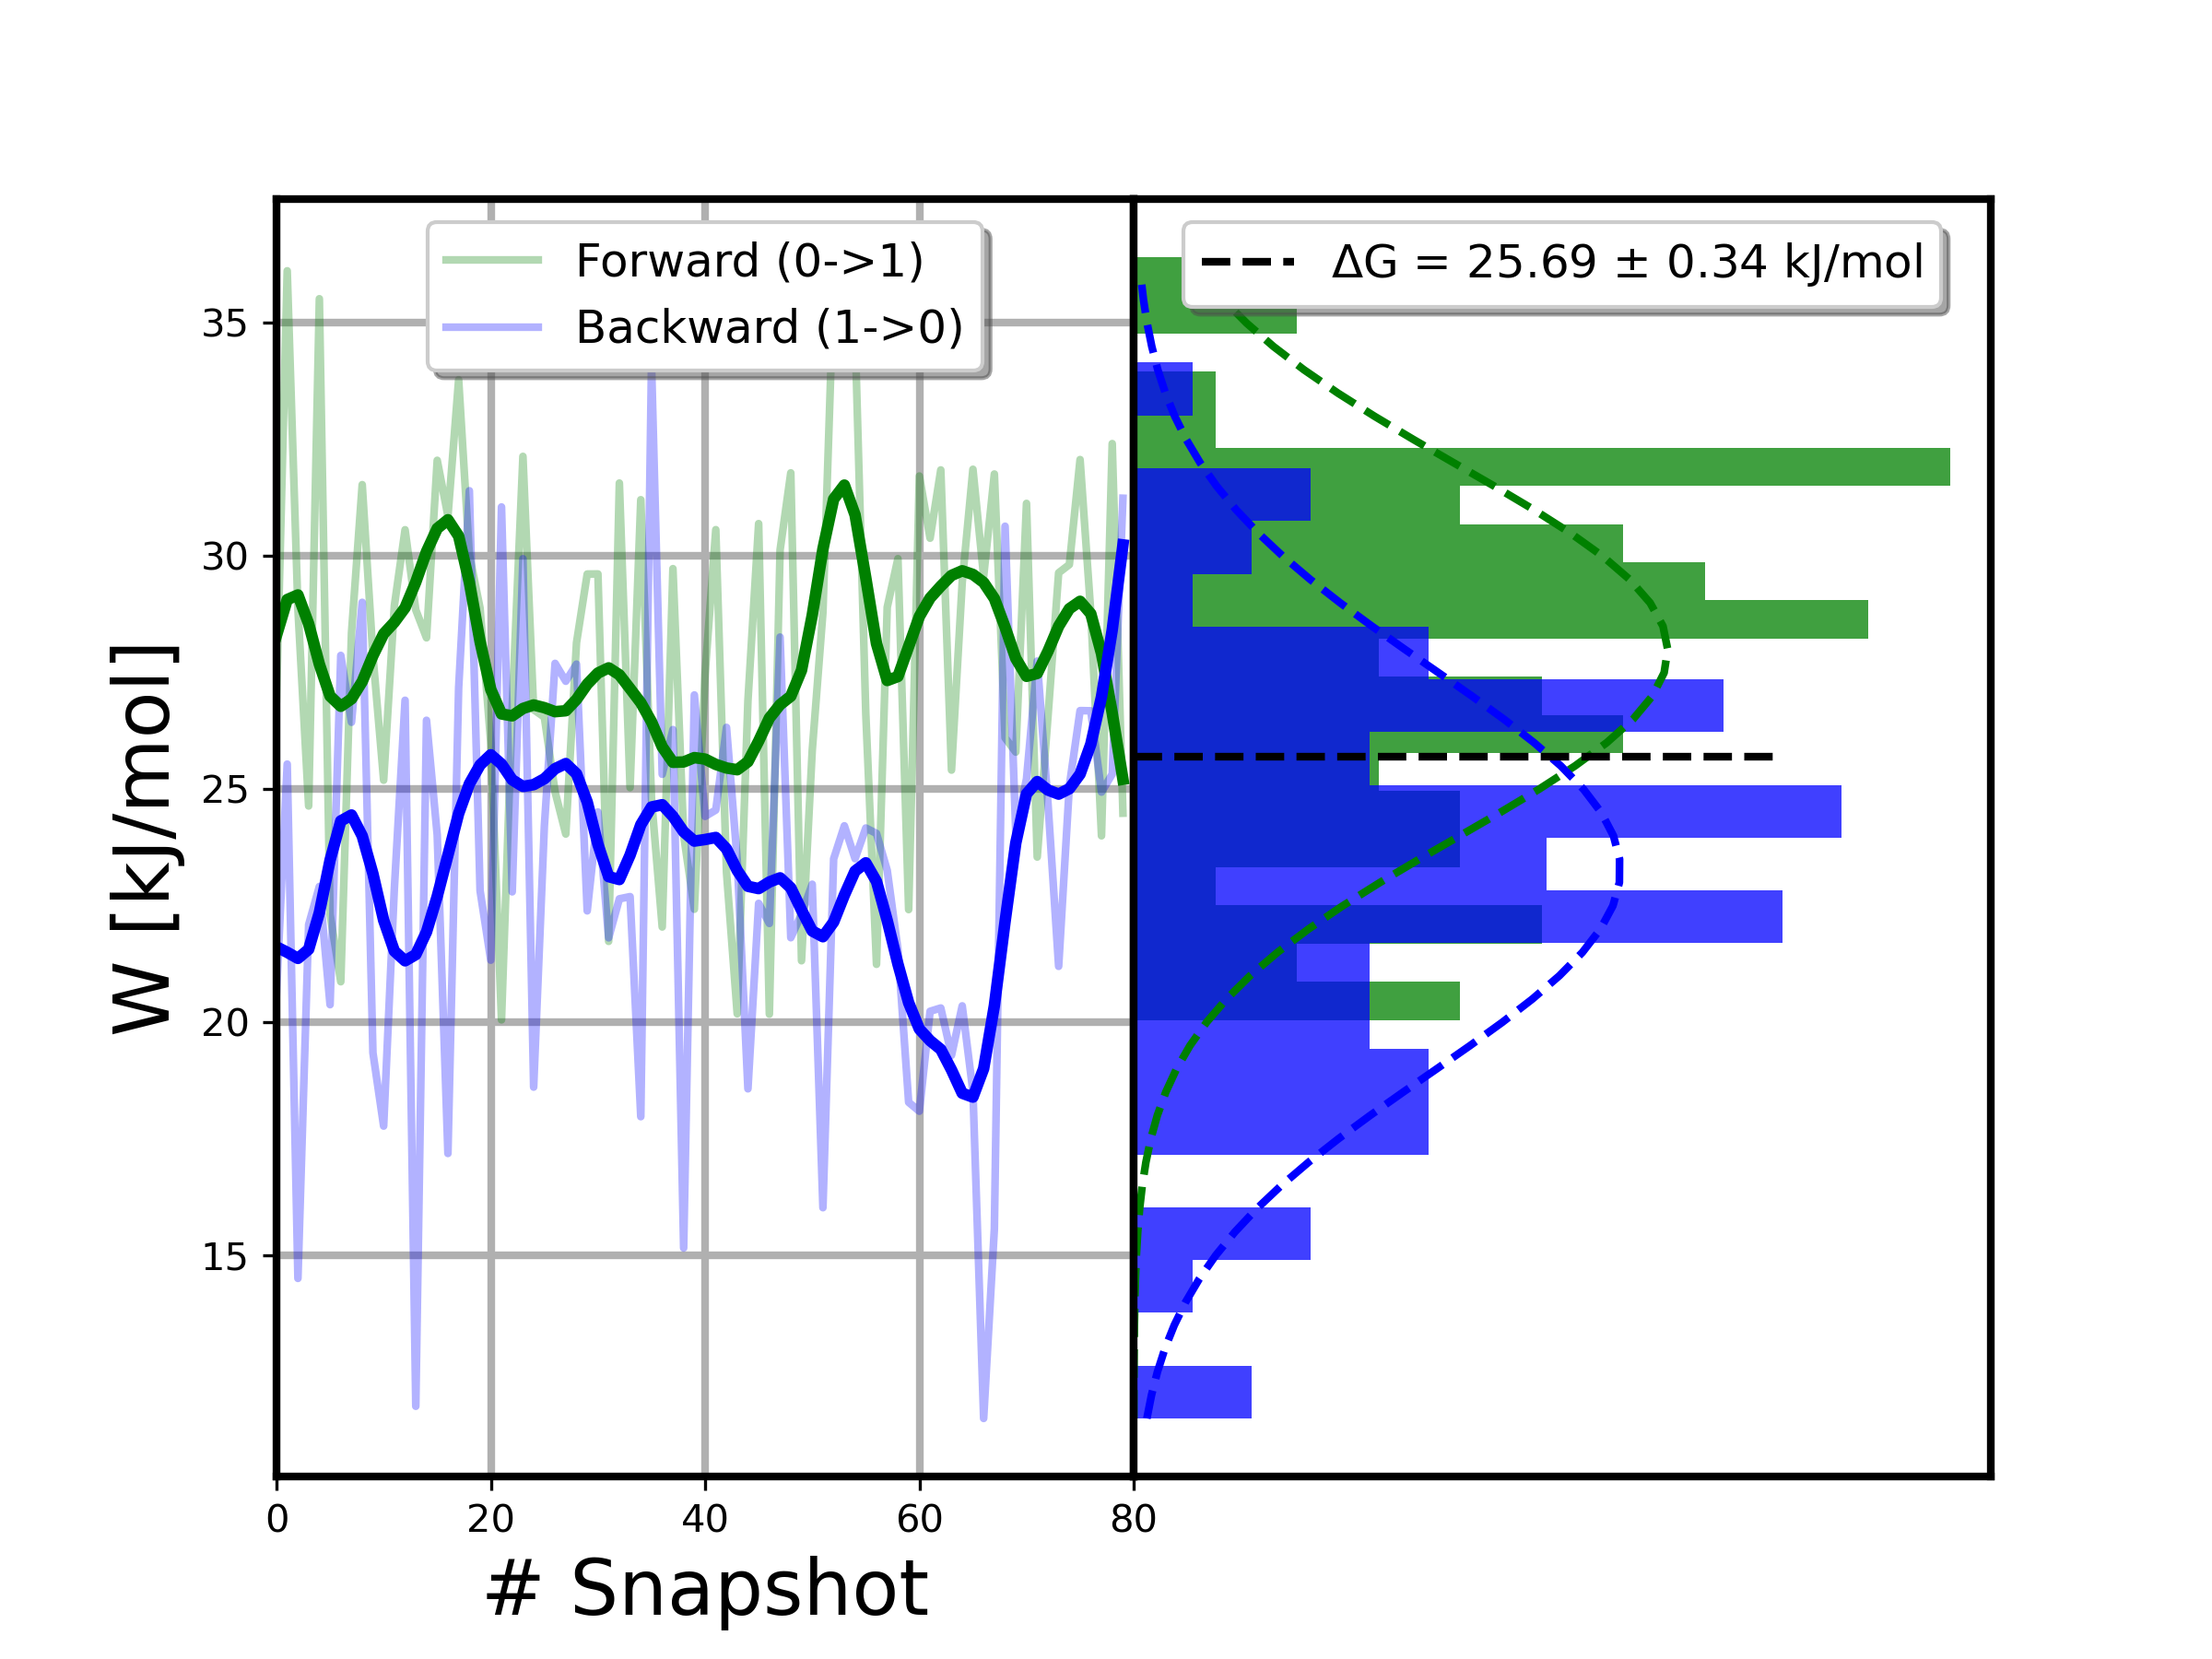 Forward (0->1)
Backward (1->0)
ΔG = 25.69 ± 0.34 kJ/mol
35
30
25
20
15
W [kJ/mol]
0 20 40 60 80
# Snapshot